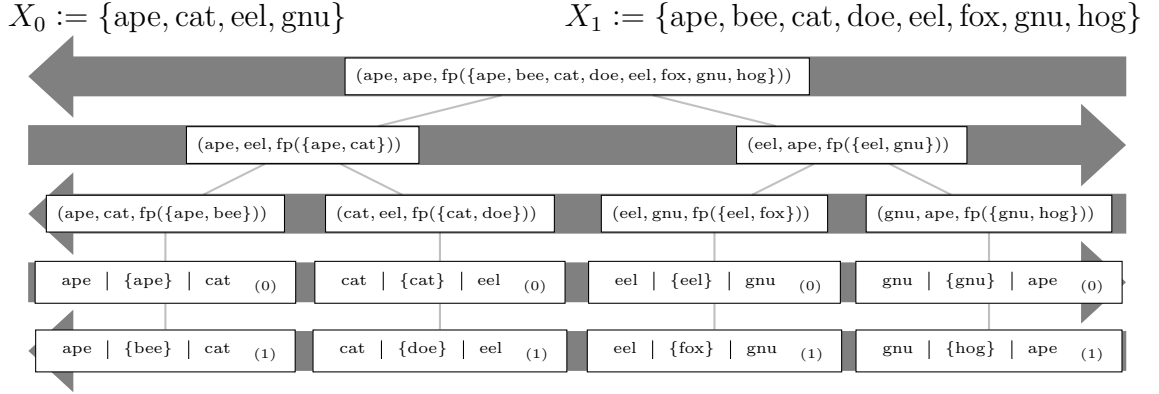 X₀ := {ape, cat, eel, gnu} X₁ := {ape, bee, cat, doe, eel, fox, gnu, hog}
(ape, ape, fp({ape, bee, cat, doe, eel, fox, gnu, hog}))
(ape, eel, fp({ape, cat})) (eel, ape, fp({eel, gnu}))
(ape, cat, fp({ape, bee})) (cat, eel, fp({cat, doe})) (eel, gnu, fp({eel, fox})) (gnu, ape, fp({gnu, hog}))
ape | {ape} | cat (0) cat | {cat} | eel (0) eel | {eel} | gnu (0) gnu | {gnu} | ape (0)
ape | {bee} | cat (1) cat | {doe} | eel (1) eel | {fox} | gnu (1) gnu | {hog} | ape (1)